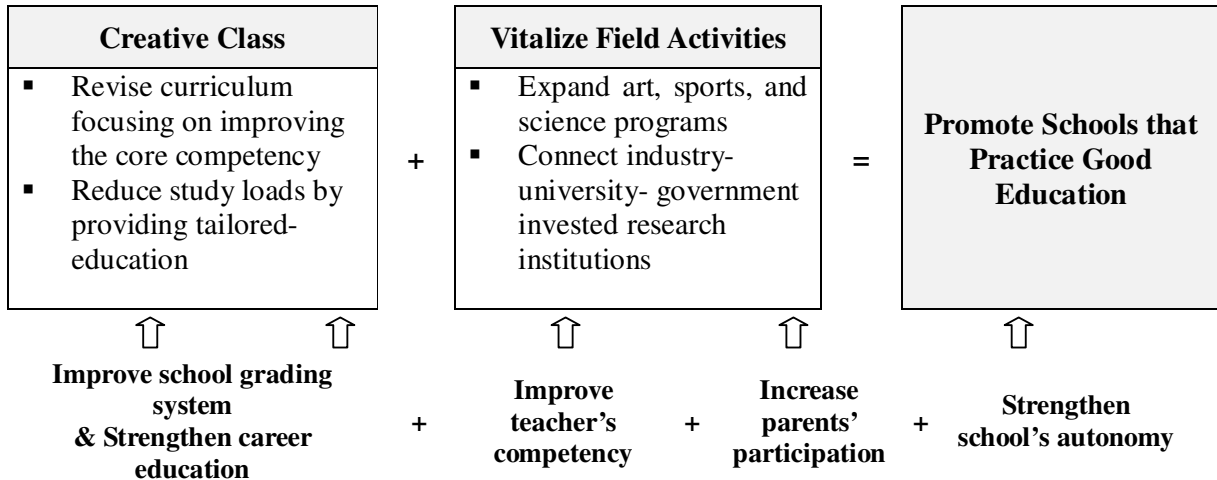 Creative Class
▪ Revise curriculum
focusing on improving
the core competency
▪ Reduce study loads by
providing tailored-
education
+
Vitalize Field Activities
▪ Expand art, sports, and
science programs
▪ Connect industry-
university- government
invested research
institutions
=
Promote Schools that
Practice Good
Education
Improve school grading
system
& Strengthen career
education
+
Improve
teacher’s
competency
+
Increase
parents’
participation
+
Strengthen
school’s autonomy